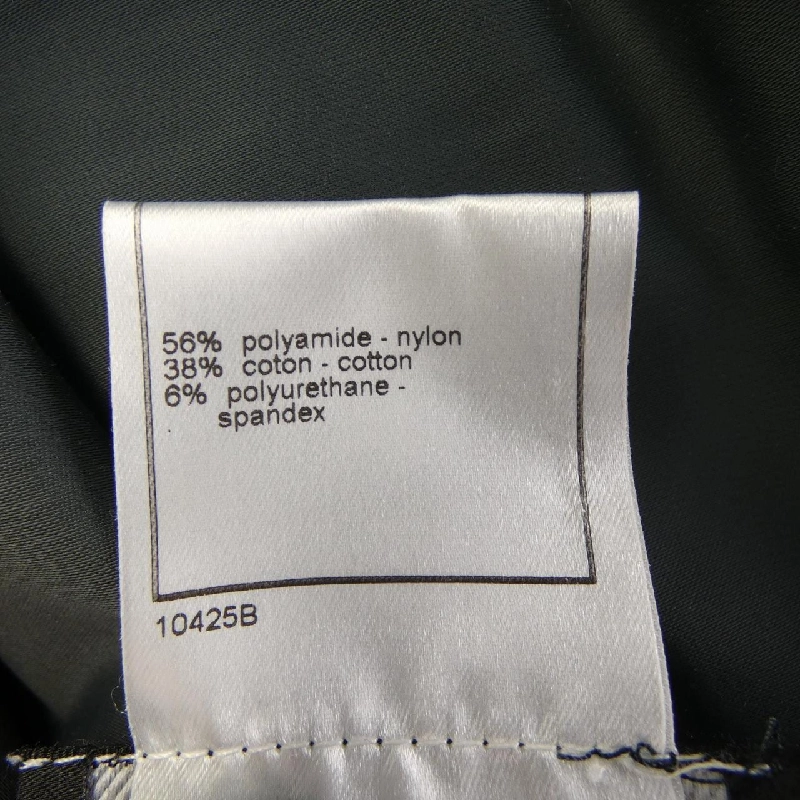 56% polyamide - nylon
38% coton - cotton
6% polyurethane -
spandex
10425B